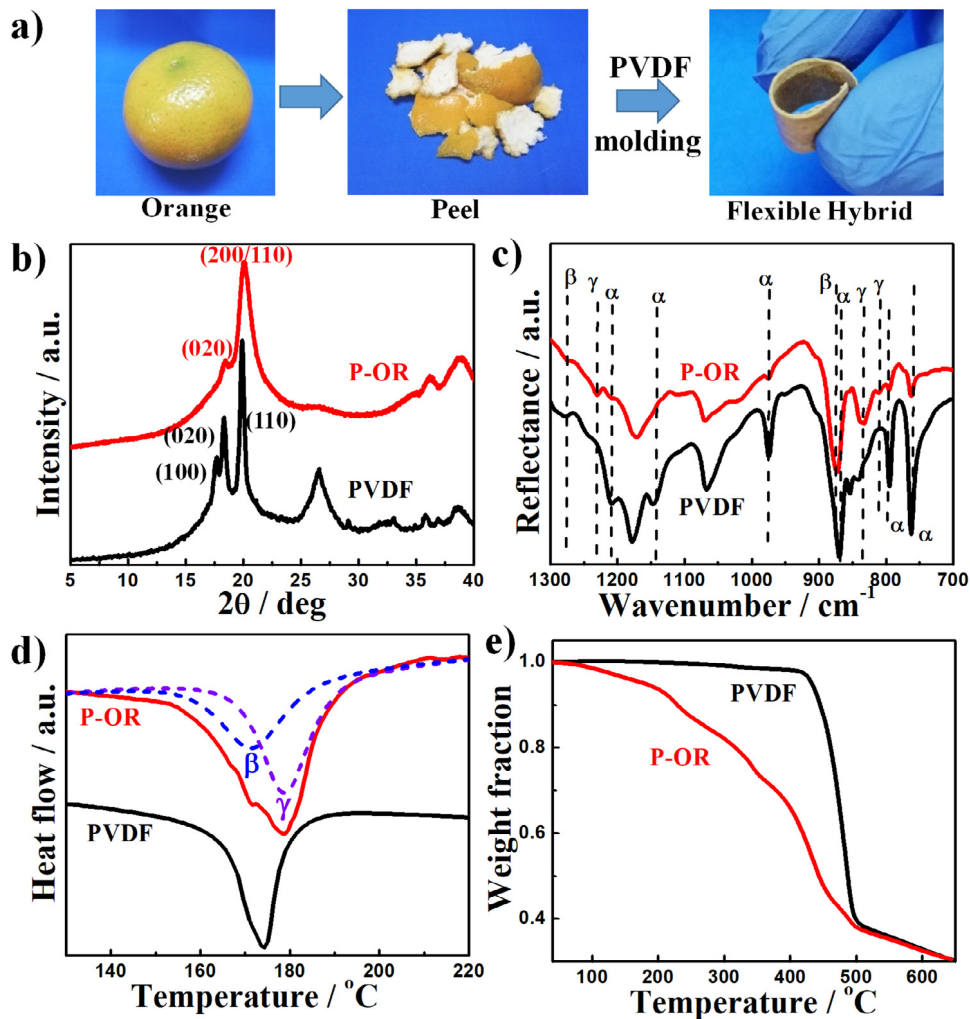 a)
PVDF
molding
Orange
Peel
Flexible Hybrid
b)
(200/110)
(020)
P-OR
(020)
(100)
(110)
PVDF
Intensity / a.u.
5 10 15 20 25 30 35 40
2θ / deg
c)
β γ α α α β α γ γ
P-OR
PVDF
α
α
Reflectance / a.u.
1300 1200 1100 1000 900 800 700
Wavenumber / cm-1
d)
P-OR
β
γ
PVDF
Heat flow / a.u.
140 160 180 200 220
Temperature / oC
e)
1.0
0.8
0.6
0.4
PVDF
P-OR
Weight fraction
100 200 300 400 500 600
Temperature / oC